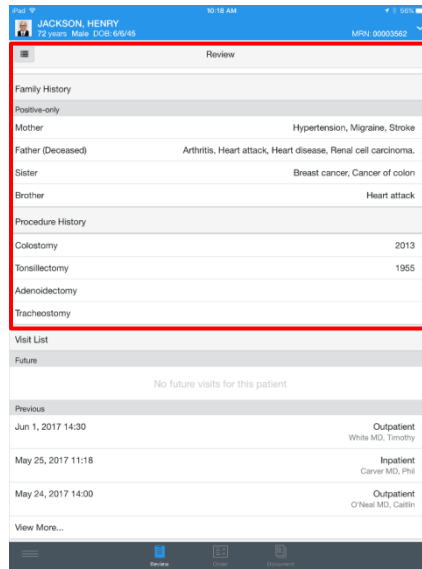 iPad 10:18 AM 56%
JACKSON, HENRY
72 years Male DOB: 6/6/45 MRN: 00003562
Review
Family History
Positive-only
Mother Hypertension, Migraine, Stroke
Father (Deceased) Arthritis, Heart attack, Heart disease, Renal cell carcinoma.
Sister Breast cancer, Cancer of colon
Brother Heart attack
Procedure History
Colostomy 2013
Tonsillectomy 1955
Adenoidectomy
Tracheostomy
Visit List
Future
No future visits for this patient
Previous
Jun 1, 2017 14:30 Outpatient
White MD, Timothy
May 25, 2017 11:18 Inpatient
Carver MD, Phil
May 24, 2017 14:00 Outpatient
O'Neal MD, Caitlin
View More...
Review Order Document